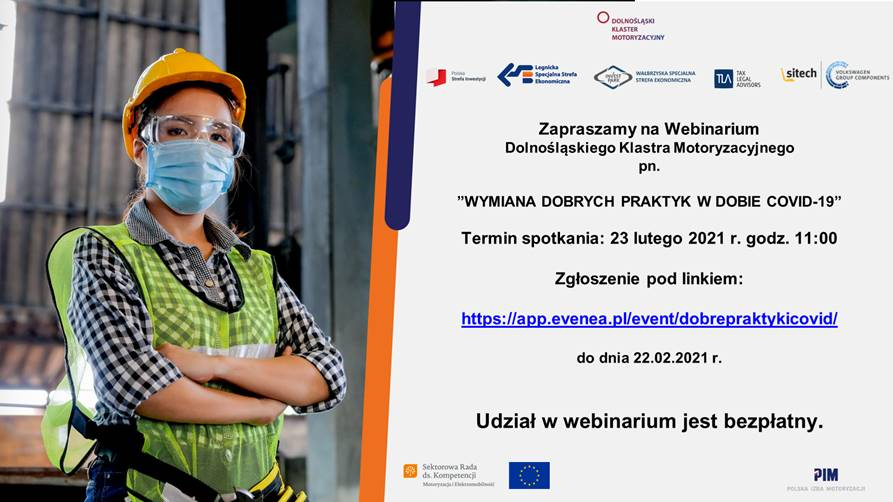 DOLNOŚLĄSKI
KLASTER
MOTORYZACYJNY
Polska
Strefa Inwestycji
Legnicka
Specjalna Strefa
Ekonomiczna
INVEST
PARK
WAŁBRZYSKA SPECJALNA
STREFA EKONOMICZNA
TLA
TAX
LEGAL
ADVISORS
sitech
VOLKSWAGEN
GROUP COMPONENTS
Zapraszamy na Webinarium
Dolnośląskiego Klastra Motoryzacyjnego
pn.
”WYMIANA DOBRYCH PRAKTYK W DOBIE COVID-19”
Termin spotkania: 23 lutego 2021 r. godz. 11:00
Zgłoszenie pod linkiem:
https://app.evenea.pl/event/dobrepraktykicovid/
do dnia 22.02.2021 r.
Udział w webinarium jest bezpłatny.
Sektorowa Rada
ds. Kompetencji
Motoryzacja i Elektromobilność
PIM
POLSKA IZBA MOTORYZACJI